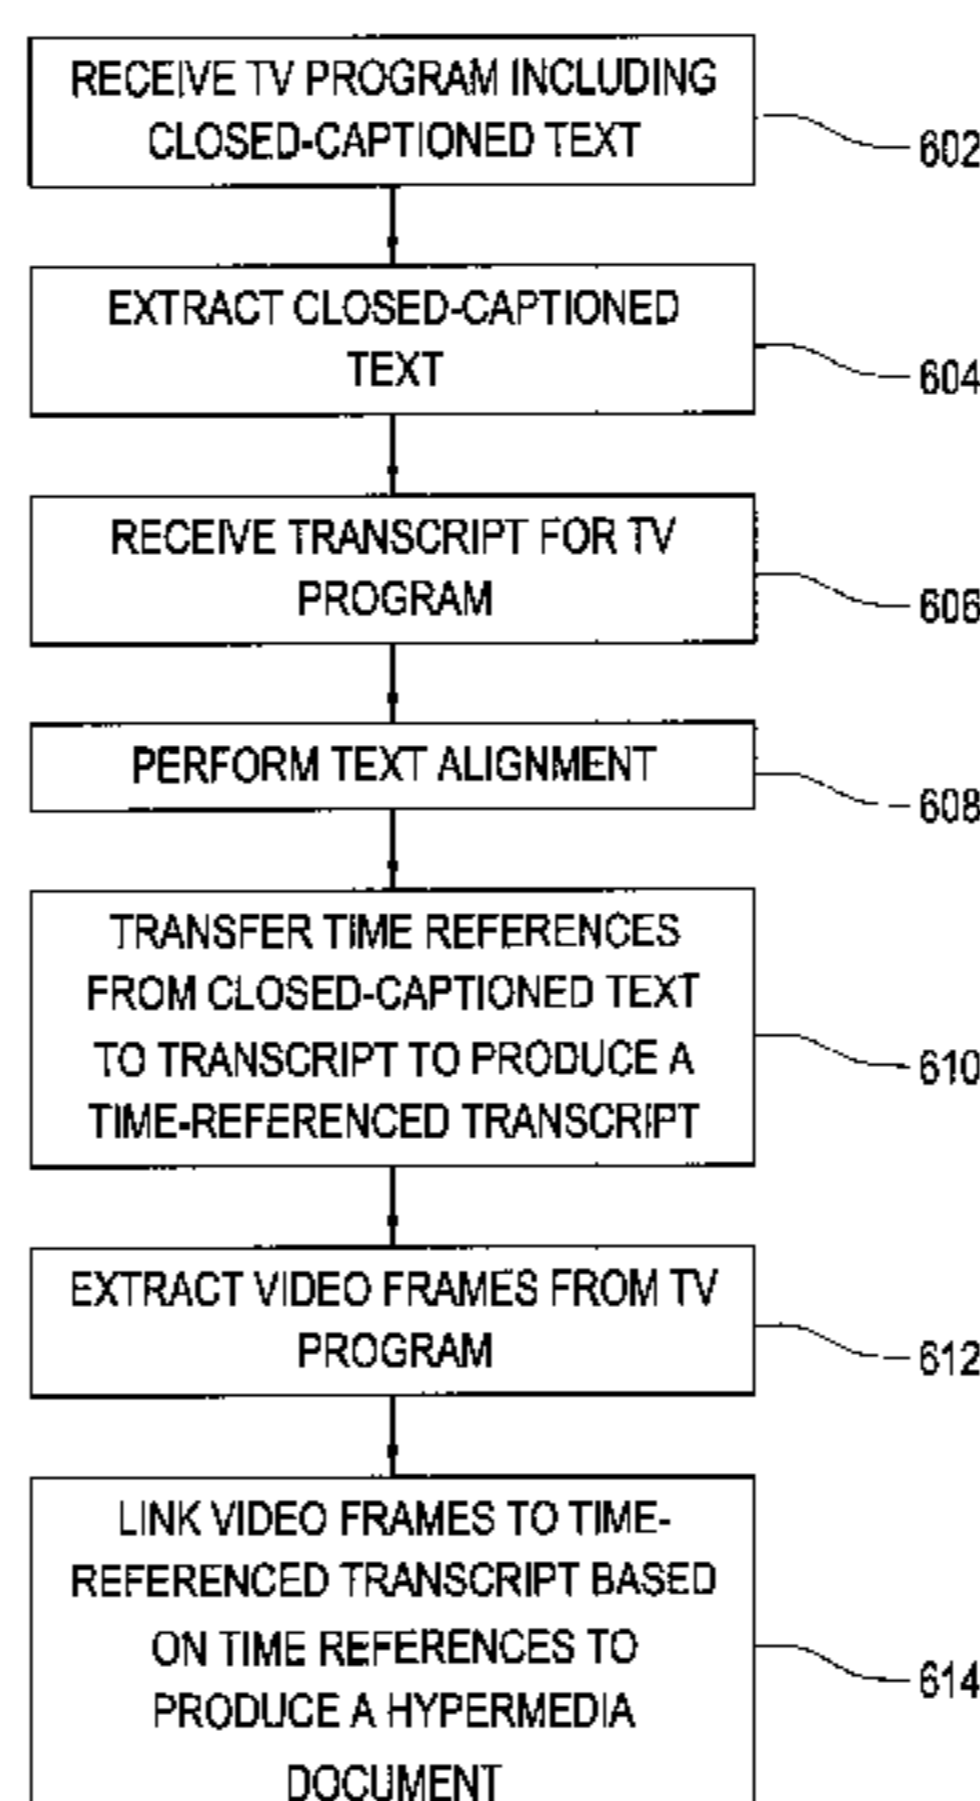 RECEIVE TV PROGRAM INCLUDING
CLOSED-CAPTIONED TEXT
602
EXTRACT CLOSED-CAPTIONED
TEXT
604
RECEIVE TRANSCRIPT FOR TV
PROGRAM
606
PERFORM TEXT ALIGNMENT
608
TRANSFER TIME REFERENCES
FROM CLOSED-CAPTIONED TEXT
TO TRANSCRIPT TO PRODUCE A
TIME-REFERENCED TRANSCRIPT
610
EXTRACT VIDEO FRAMES FROM TV
PROGRAM
612
LINK VIDEO FRAMES TO TIME-
REFERENCED TRANSCRIPT BASED
ON TIME REFERENCES TO
PRODUCE A HYPERMEDIA
DOCUMENT
614